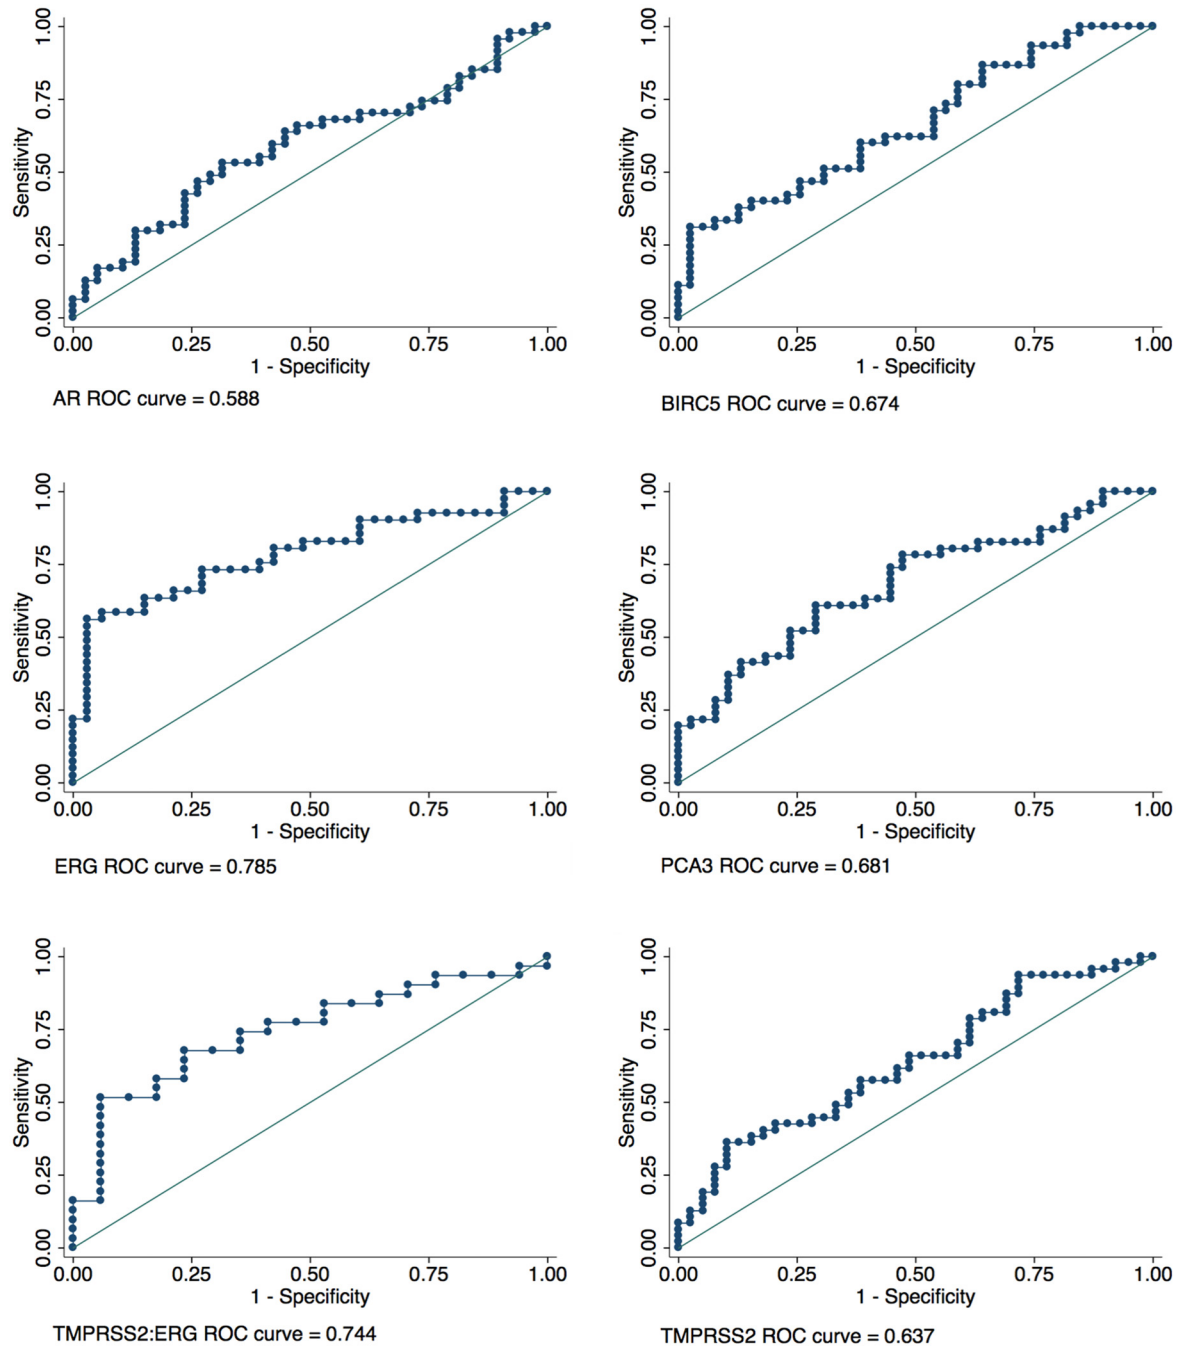 Sensitivity
1.00
0.75
0.50
0.25
0.00
0.00 0.25 0.50 0.75 1.00
1 - Specificity
AR ROC curve = 0.588
Sensitivity
1.00
0.75
0.50
0.25
0.00
0.00 0.25 0.50 0.75 1.00
1 - Specificity
BIRC5 ROC curve = 0.674
Sensitivity
1.00
0.75
0.50
0.25
0.00
0.00 0.25 0.50 0.75 1.00
1 - Specificity
ERG ROC curve = 0.785
Sensitivity
1.00
0.75
0.50
0.25
0.00
0.00 0.25 0.50 0.75 1.00
1 - Specificity
PCA3 ROC curve = 0.681
Sensitivity
1.00
0.75
0.50
0.25
0.00
0.00 0.25 0.50 0.75 1.00
1 - Specificity
TMPRSS2:ERG ROC curve = 0.744
Sensitivity
1.00
0.75
0.50
0.25
0.00
0.00 0.25 0.50 0.75 1.00
1 - Specificity
TMPRSS2 ROC curve = 0.637